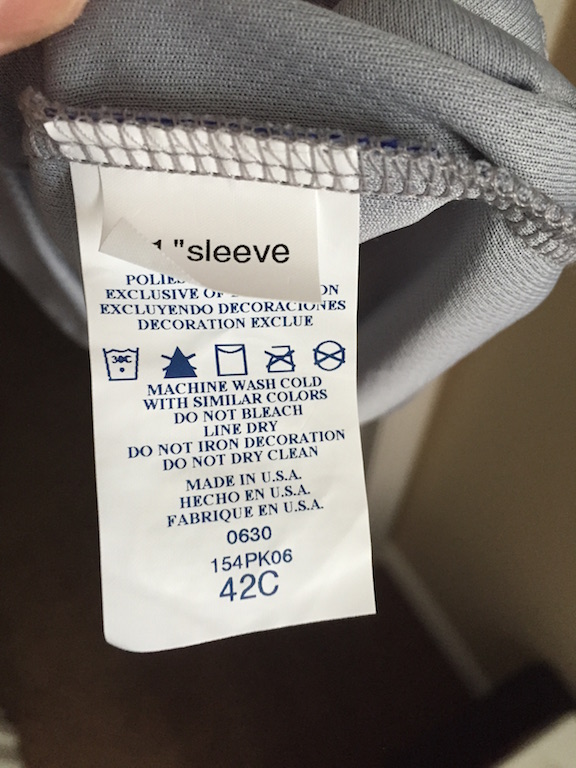 "sleeve
EXCLUSIVE OF
EXCLUYENDO DECORACIONES
DECORATION EXCLUE
30C
MACHINE WASH COLD
WITH SIMILAR COLORS
DO NOT BLEACH
LINE DRY
DO NOT IRON DECORATION
DO NOT DRY CLEAN
MADE IN U.S.A.
HECHO EN U.S.A.
FABRIQUE EN U.S.A.
0630
154PK06
42C